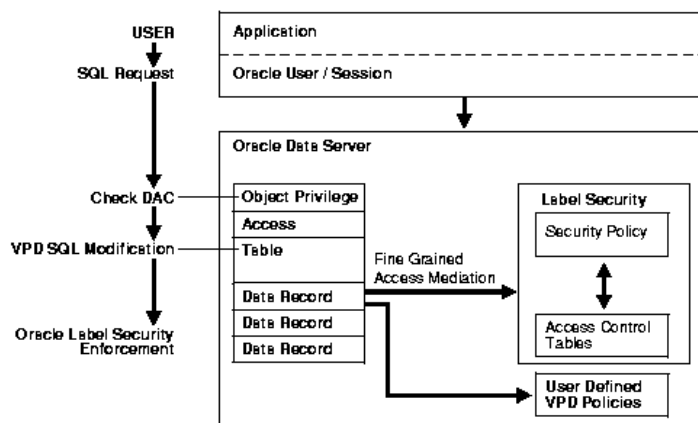 USER
SQL Request
Check DAC
VPD SQL Modification
Oracle Label Security
Enforcement
Application
Oracle User / Session
Oracle Data Server
Object Privilege
Access
Table
Data Record
Data Record
Data Record
Fine Grained
Access Mediation
Label Security
Security Policy
Access Control
Tables
User Defined
VPD Policies